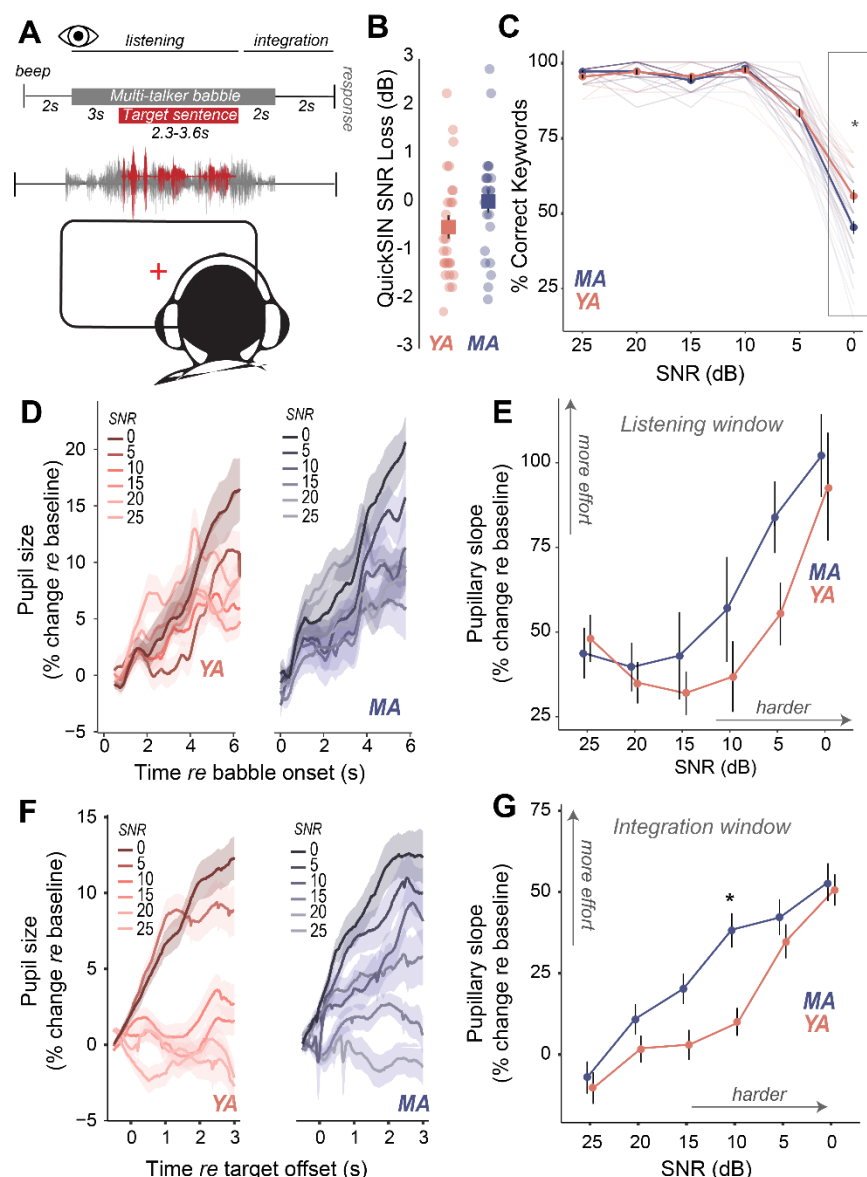 A
listening
integration
beep
Multi-talker babble
response
2s
3s
Target sentence
2s
2s
2.3-3.6s
B
QuickSIN SNR Loss (dB)
3
2
1
0
-1
-2
-3
YA
MA
C
% Correct Keywords
100
75
50
25
*
MA
YA
25
20
15
10
5
0
SNR (dB)
D
Pupil size
(% change re baseline)
20
15
10
5
0
−5
SNR
0
5
10
15
20
25
YA
0
2
4
6
SNR
0
5
10
15
20
25
MA
0
2
4
6
Time re babble onset (s)
E
Listening window
more effort
Pupillary slope
(% change re baseline)
100
75
50
25
MA
YA
harder
25
20
15
10
5
0
SNR (dB)
F
Pupil size
(% change re baseline)
15
10
5
0
−5
SNR
0
5
10
15
20
25
YA
0
1
2
3
SNR
0
5
10
15
20
25
MA
0
1
2
3
Time re target offset (s)
G
Integration window
more effort
Pupillary slope
(% change re baseline)
75
50
25
0
*
MA
YA
harder
25
20
15
10
5
0
SNR (dB)